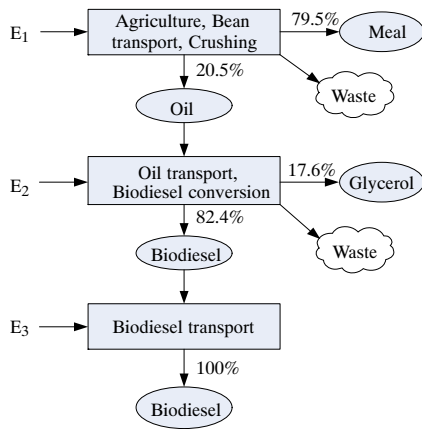 E1
Agriculture, Bean
transport, Crushing
79.5%
Meal
20.5%
Waste
Oil
E2
Oil transport,
Biodiesel conversion
17.6%
Glycerol
82.4%
Waste
Biodiesel
E3
Biodiesel transport
100%
Biodiesel